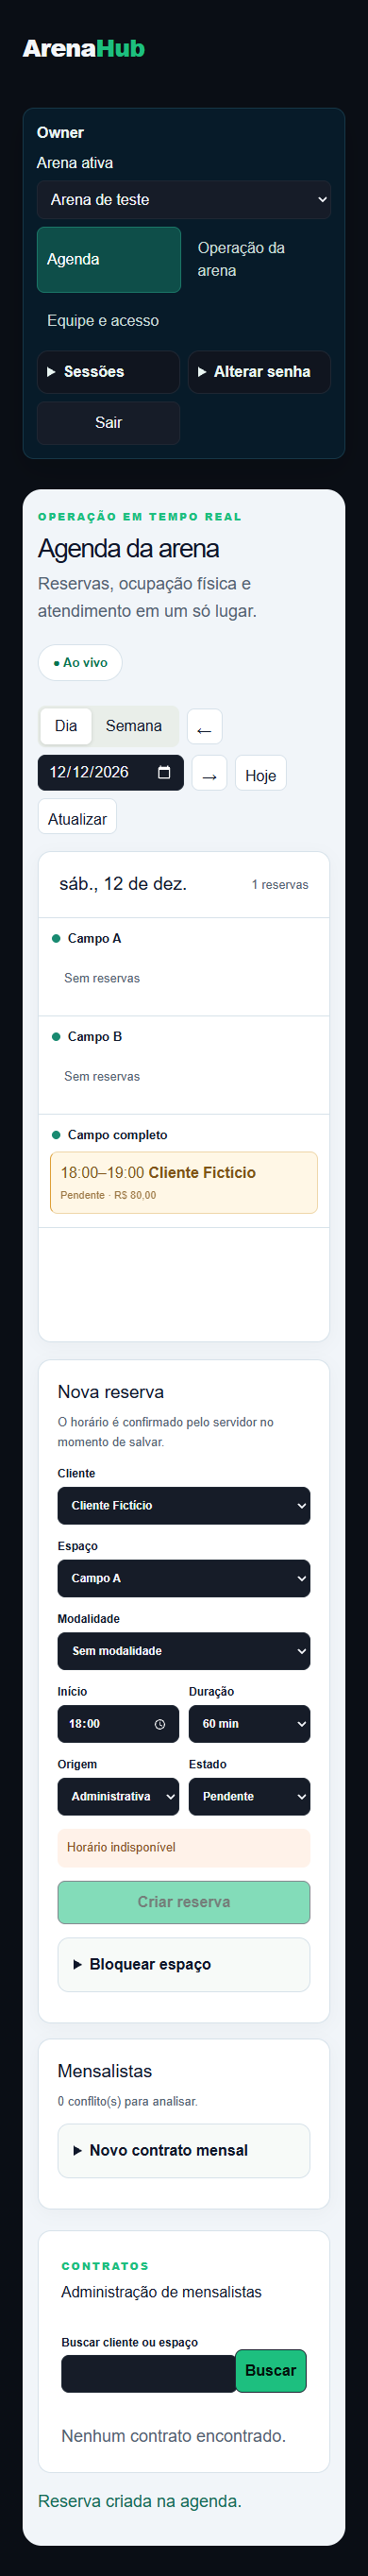 ArenaHub
Owner
Arena ativa
Arena de teste
Agenda
Operação da
arena
Equipe e acesso
Sessões
Alterar senha
Sair
OPERAÇÃO EM TEMPO REAL
Agenda da arena
Reservas, ocupação física e
atendimento em um só lugar.
● Ao vivo
Dia
Semana
←
12/12/2026
→
Hoje
Atualizar
sáb., 12 de dez.
1 reservas
Campo A
Sem reservas
Campo B
Sem reservas
Campo completo
18:00–19:00 Cliente Fictício
Pendente · R$ 80,00
Nova reserva
O horário é confirmado pelo servidor no
momento de salvar.
Cliente
Cliente Fictício
Espaço
Campo A
Modalidade
Sem modalidade
Início
Duração
18:00
60 min
Origem
Estado
Administrativa
Pendente
Horário indisponível
Criar reserva
Bloquear espaço
Mensalistas
0 conflito(s) para analisar.
Novo contrato mensal
CONTRATOS
Administração de mensalistas
Buscar cliente ou espaço
Buscar
Nenhum contrato encontrado.
Reserva criada na agenda.